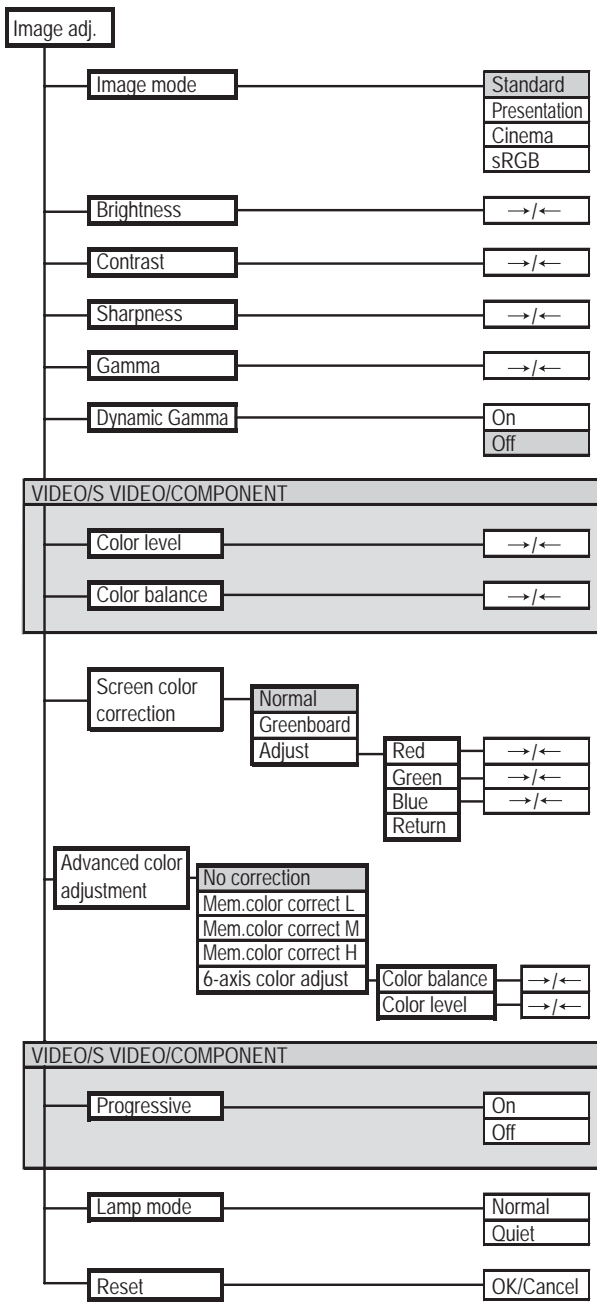 Image adj.
Image mode
Standard
Presentation
Cinema
sRGB
Brightness
→/←
Contrast
→/←
Sharpness
→/←
Gamma
→/←
Dynamic Gamma
On
Off
VIDEO/S VIDEO/COMPONENT
Color level
→/←
Color balance
→/←
Screen color
correction
Normal
Greenboard
Adjust
Red
→/←
Green
→/←
Blue
→/←
Return
Advanced color
adjustment
No correction
Mem.color correct L
Mem.color correct M
Mem.color correct H
6-axis color adjust
Color balance
→/←
Color level
→/←
VIDEO/S VIDEO/COMPONENT
Progressive
On
Off
Lamp mode
Normal
Quiet
Reset
OK/Cancel